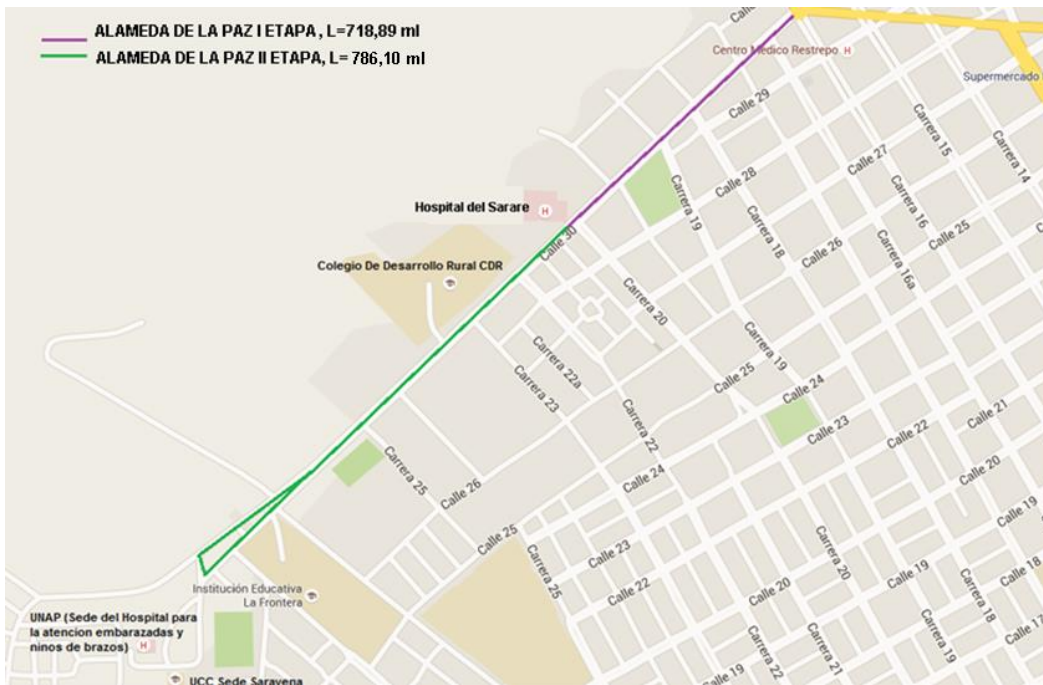 ALAMEDA DE LA PAZ I ETAPA, L=718,89 ml
ALAMEDA DE LA PAZ II ETAPA, L= 786,10 ml
Centro Medico Restrepo H
Supermercado
Calle 29
Carrera 15
Carrera 14
Calle 27
Calle 28
Carrera 16
Carrera 19
Carrera 18
Calle 25
Hospital del Sarare
H
Calle 30
Calle 26
Colegio De Desarrollo Rural CDR
Carrera 16a
Carrera 20
Carrera 22a
Carrera 19
Carrera 23
Calle 25
Calle 24
Calle 23
Carrera 22
Calle 21
Calle 22
Carrera 25
Calle 26
Calle 24
Calle 20
Calle 25
Calle 19
Calle 23
Carrera 20
Carrera 25
Calle 22
Calle 20
Calle 19
Calle 18
Institución Educativa
La Frontera
Carrera 18
UNAP (Sede del Hospital para
la atencion embarazadas y
ninos de brazos)
H
Calle 17
Carrera 19
Carrera 21
Carrera 22
Calle 19
UCC Sede Saravena